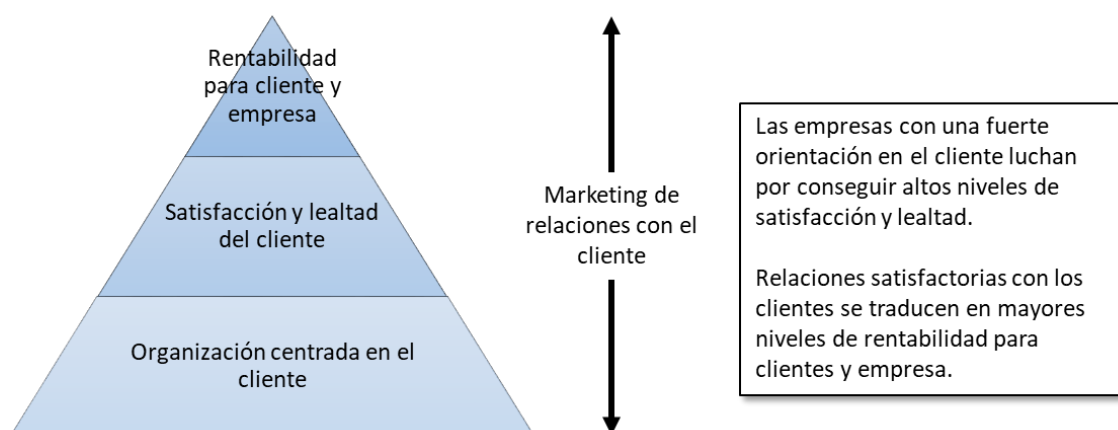 Rentabilidad
para cliente y
empresa
Satisfacción y lealtad
del cliente
Organización centrada en el
cliente
Marketing de
relaciones con el
cliente
Las empresas con una fuerte
orientación en el cliente luchan
por conseguir altos niveles de
satisfacción y lealtad.
Relaciones satisfactorias con los
clientes se traducen en mayores
niveles de rentabilidad para
clientes y empresa.